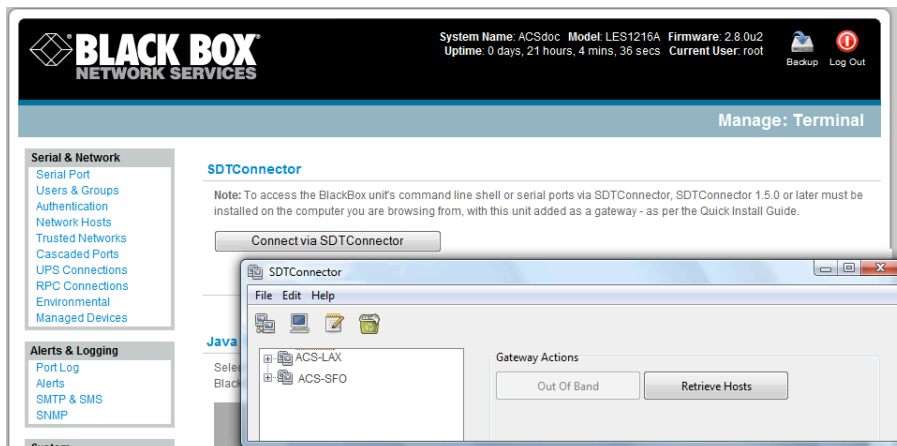 BLACK BOX
NETWORK SERVICES
System Name: ACSdoc Model: LES1216A Firmware: 2.8.0u2
Uptime: 0 days, 21 hours, 4 mins, 36 secs Current User: root
Backup
Log Out
Manage: Terminal
Serial & Network
Serial Port
Users & Groups
Authentication
Network Hosts
Trusted Networks
Cascaded Ports
UPS Connections
RPC Connections
Environmental
Managed Devices
Alerts & Logging
Port Log
Alerts
SMTP & SMS
SNMP
SDTConnector
Note: To access the BlackBox unit's command line shell or serial ports via SDTConnector, SDTConnector 1.5.0 or later must be
installed on the computer you are browsing from, with this unit added as a gateway - as per the Quick Install Guide.
Connect via SDTConnector
Java
Selec
Black
SDTConnector
File Edit Help
ACS-LAX
ACS-SFO
Gateway Actions
Out Of Band
Retrieve Hosts